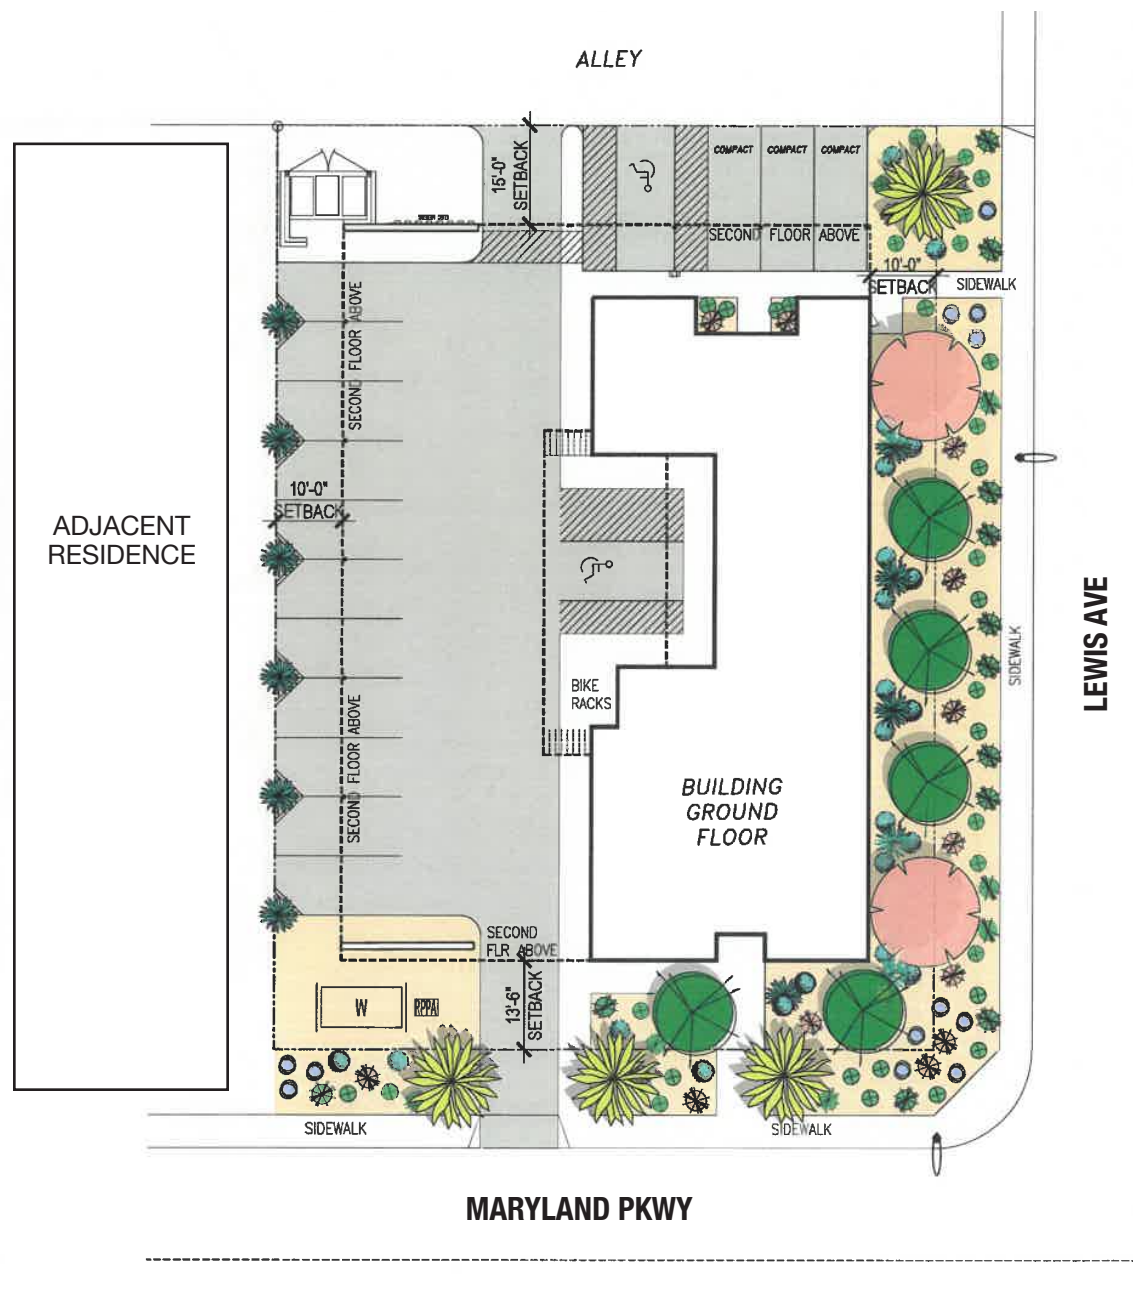 ALLEY
15'-0"
SETBACK
COMPACT
COMPACT
COMPACT
SECOND FLOOR ABOVE
10'-0"
SETBACK
SIDEWALK
SECOND FLOOR ABOVE
10'-0"
SETBACK
ADJACENT
RESIDENCE
LEWIS AVE
SIDEWALK
BIKE
RACKS
SECOND FLOOR ABOVE
BUILDING
GROUND
FLOOR
SECOND
FLR ABOVE
13'-6"
SETBACK
W
RPPA
SIDEWALK
SIDEWALK
MARYLAND PKWY